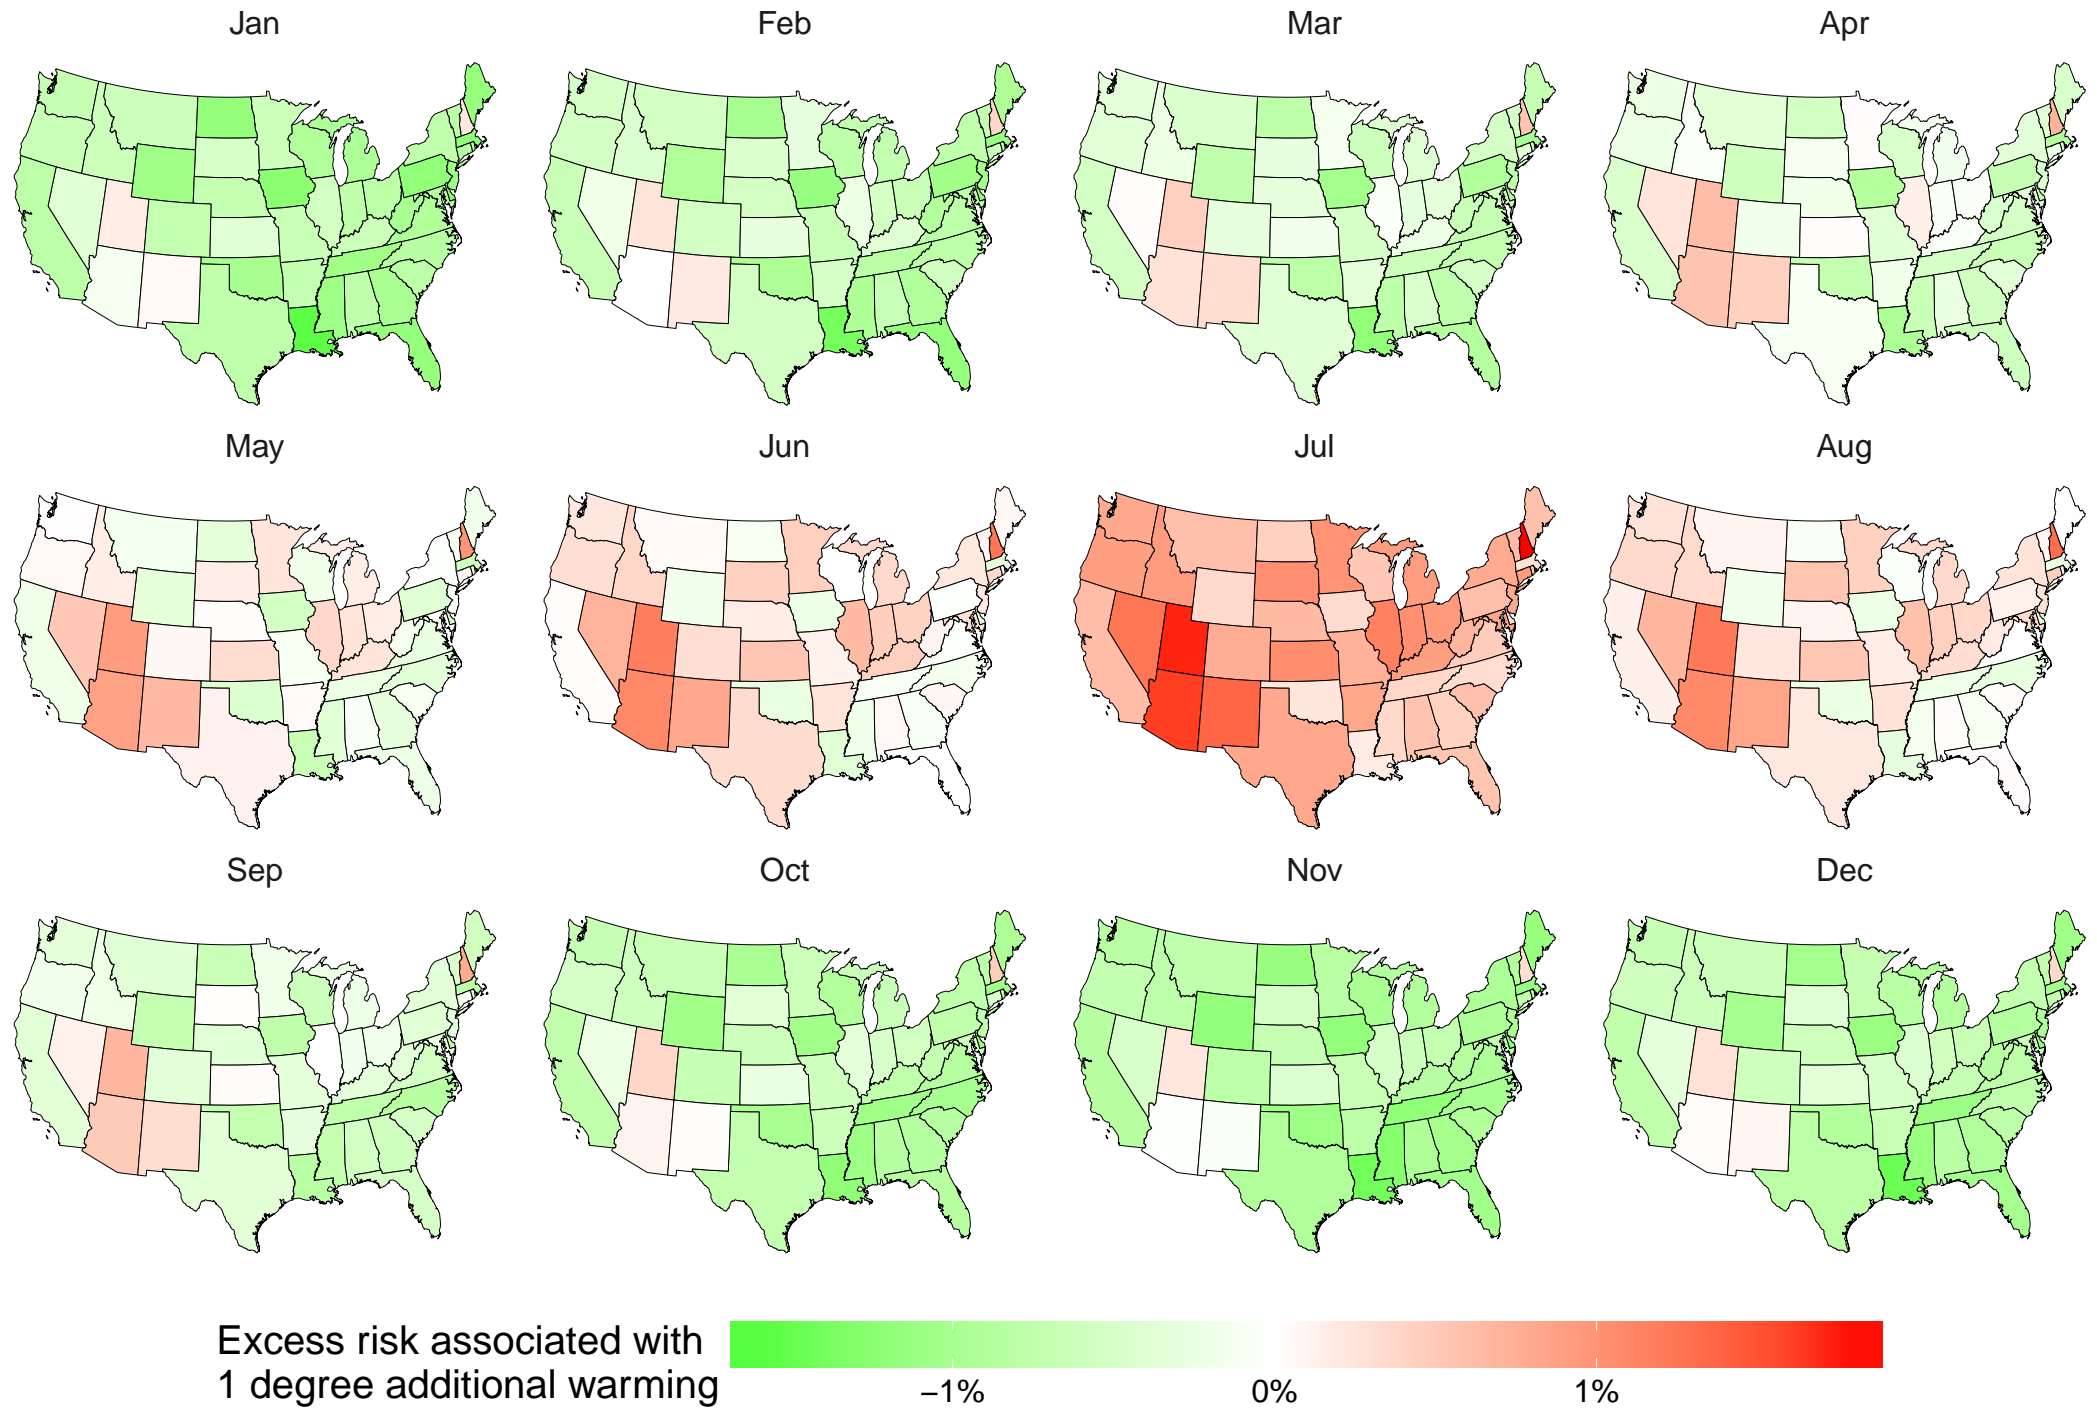 Jan
Feb
Mar
Apr
May
Jun
Jul
Aug
Sep
Oct
Nov
Dec
Excess risk associated with
1 degree additional warming
−1%
0%
1%